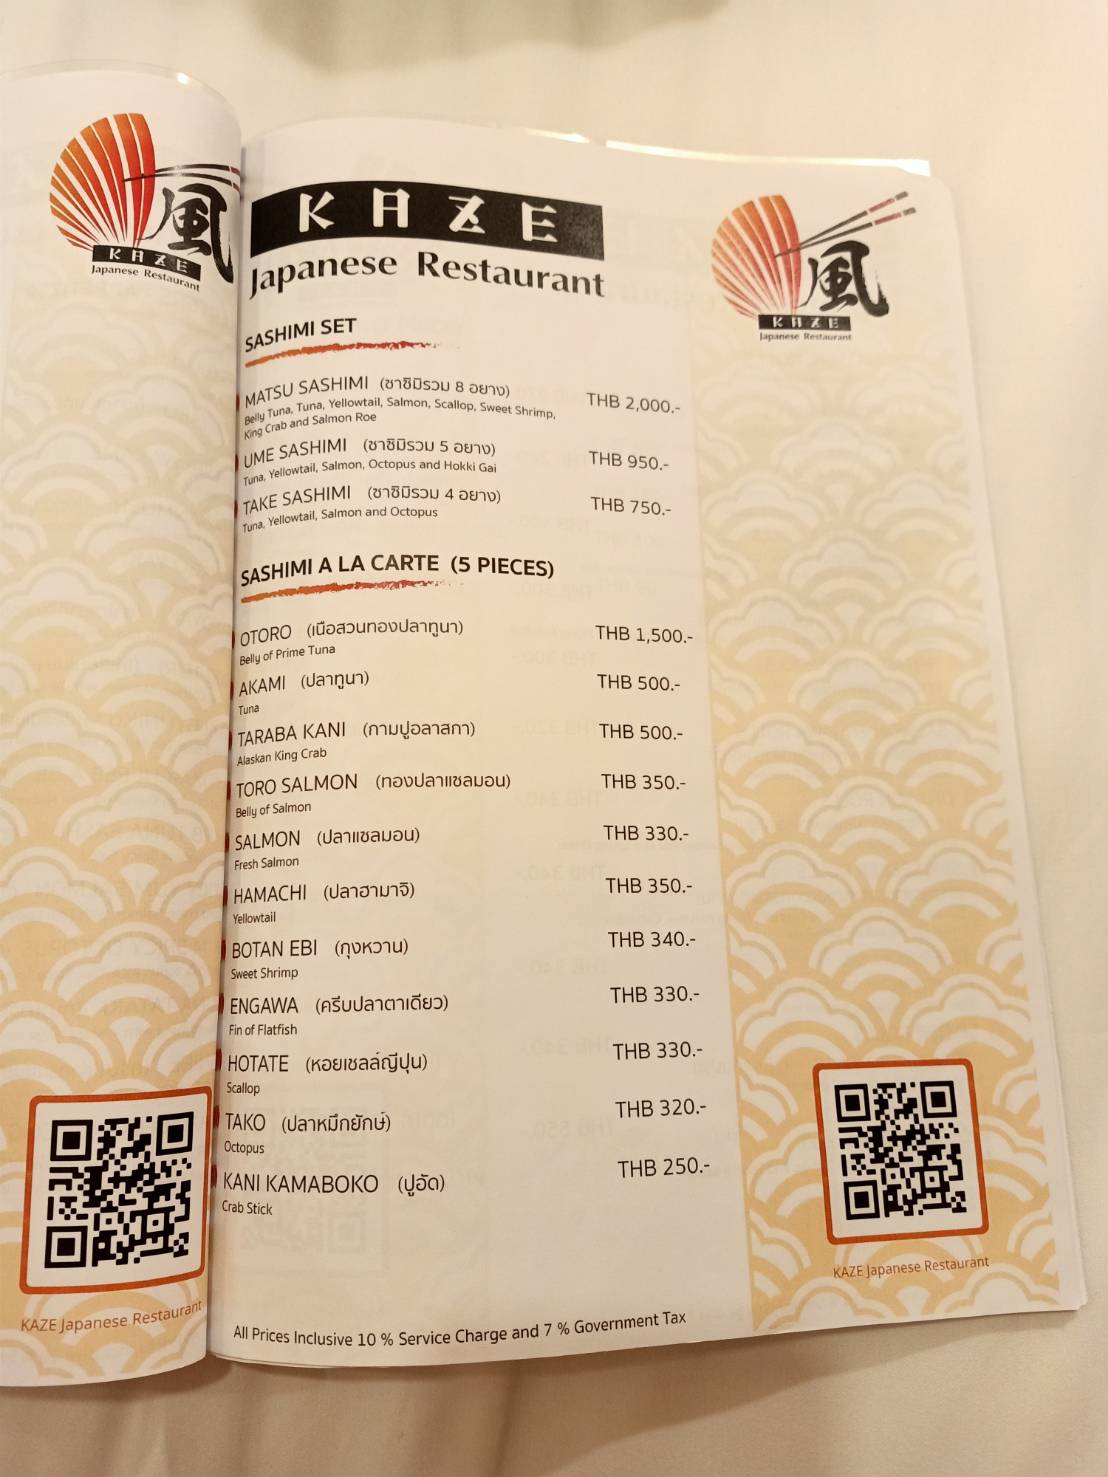 風
KAZE
Japanese Restaurant
KAZE
Japanese Restaurant
風
KAZE
Japanese Restaurant
SASHIMI SET
MATSU SASHIMI (ซาชิมิรวม 8 อย่าง) THB 2,000.-
Belly Tuna, Tuna, Yellowtail, Salmon, Scallop, Sweet Shrimp,
King Crab and Salmon Roe
UME SASHIMI (ซาชิมิรวม 5 อย่าง) THB 950.-
Tuna, Yellowtail, Salmon, Octopus and Hokki Gai
TAKE SASHIMI (ซาชิมิรวม 4 อย่าง) THB 750.-
Tuna, Yellowtail, Salmon and Octopus
SASHIMI A LA CARTE (5 PIECES)
OTORO (เนื้อส่วนท้องปลาทูน่า) THB 1,500.-
Belly of Prime Tuna
AKAMI (ปลาทูน่า) THB 500.-
Tuna
TARABA KANI (ก้ามปูอลาสก้า) THB 500.-
Alaskan King Crab
TORO SALMON (ท้องปลาแซลมอน) THB 350.-
Belly of Salmon
SALMON (ปลาแซลมอน) THB 330.-
Fresh Salmon
HAMACHI (ปลาฮามาจิ) THB 350.-
Yellowtail
BOTAN EBI (กุ้งหวาน) THB 340.-
Sweet Shrimp
ENGAWA (ครีบปลาตาเดียว) THB 330.-
Fin of Flatfish
HOTATE (หอยเชลล์ญี่ปุ่น) THB 330.-
Scallop
TAKO (ปลาหมึกยักษ์) THB 320.-
Octopus
KANI KAMABOKO (ปูอัด) THB 250.-
Crab Stick
KAZE Japanese Restaurant
KAZE Japanese Restaurant
All Prices Inclusive 10 % Service Charge and 7 % Government Tax